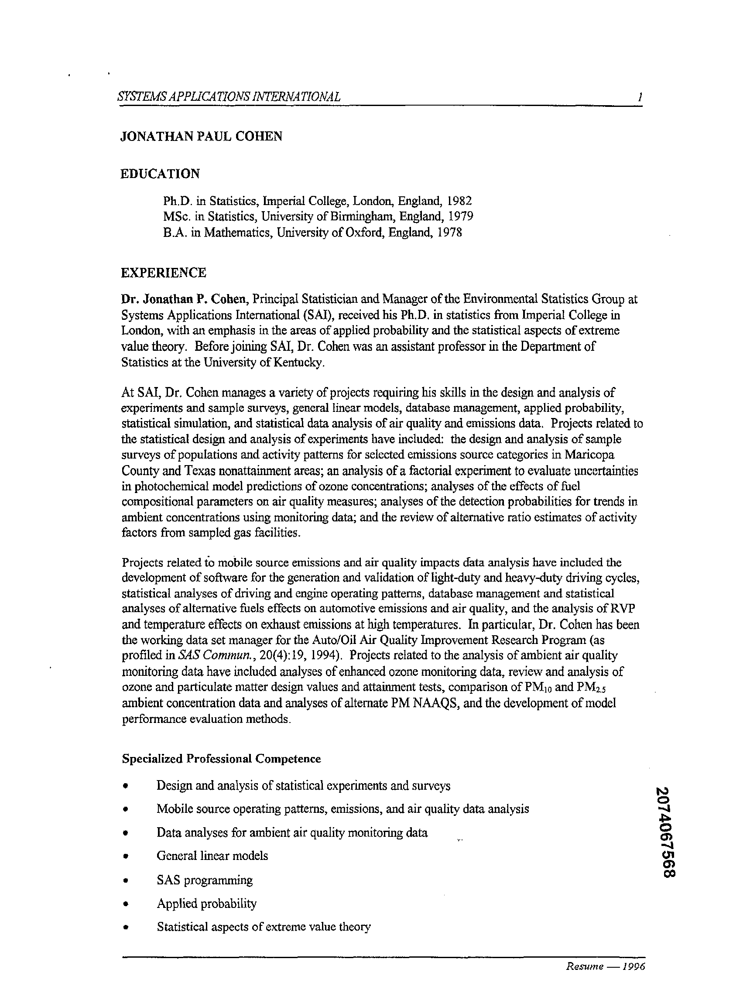 SYSTEMS APPLICATIONS INTERNATIONAL 1
JONATHAN PAUL COHEN
EDUCATION
Ph.D. in Statistics, Imperial College, London, England, 1982
MSc. in Statistics, University of Birmingham, England, 1979
B.A. in Mathematics, University of Oxford, England, 1978
EXPERIENCE
Dr. Jonathan P. Cohen, Principal Statistician and Manager of the Environmental Statistics Group at
Systems Applications International (SAI), received his Ph.D. in statistics from Imperial College in
London, with an emphasis in the areas of applied probability and the statistical aspects of extreme
value theory. Before joining SAI, Dr. Cohen was an assistant professor in the Department of
Statistics at the University of Kentucky.
At SAI, Dr. Cohen manages a variety of projects requiring his skills in the design and analysis of
experiments and sample surveys, general linear models, database management, applied probability,
statistical simulation, and statistical data analysis of air quality and emissions data. Projects related to
the statistical design and analysis of experiments have included: the design and analysis of sample
surveys of populations and activity patterns for selected emissions source categories in Maricopa
County and Texas nonattainment areas; an analysis of a factorial experiment to evaluate uncertainties
in photochemical model predictions of ozone concentrations; analyses of the effects of fuel
compositional parameters on air quality measures; analyses of the detection probabilities for trends in
ambient concentrations using monitoring data; and the review of alternative ratio estimates of activity
factors from sampled gas facilities.
Projects related to mobile source emissions and air quality impacts data analysis have included the
development of software for the generation and validation of light-duty and heavy-duty driving cycles,
statistical analyses of driving and engine operating patterns, database management and statistical
analyses of alternative fuels effects on automotive emissions and air quality, and the analysis of RVP
and temperature effects on exhaust emissions at high temperatures. In particular, Dr. Cohen has been
the working data set manager for the Auto/Oil Air Quality Improvement Research Program (as
profiled in SAS Commun., 20(4):19, 1994). Projects related to the analysis of ambient air quality
monitoring data have included analyses of enhanced ozone monitoring data, review and analysis of
ozone and particulate matter design values and attainment tests, comparison of PM10 and PM2.5
ambient concentration data and analyses of alternate PM NAAQS, and the development of model
performance evaluation methods.
Specialized Professional Competence
• Design and analysis of statistical experiments and surveys
• Mobile source operating patterns, emissions, and air quality data analysis
• Data analyses for ambient air quality monitoring data
• General linear models
• SAS programming
• Applied probability
• Statistical aspects of extreme value theory
2074067568
Resume — 1996